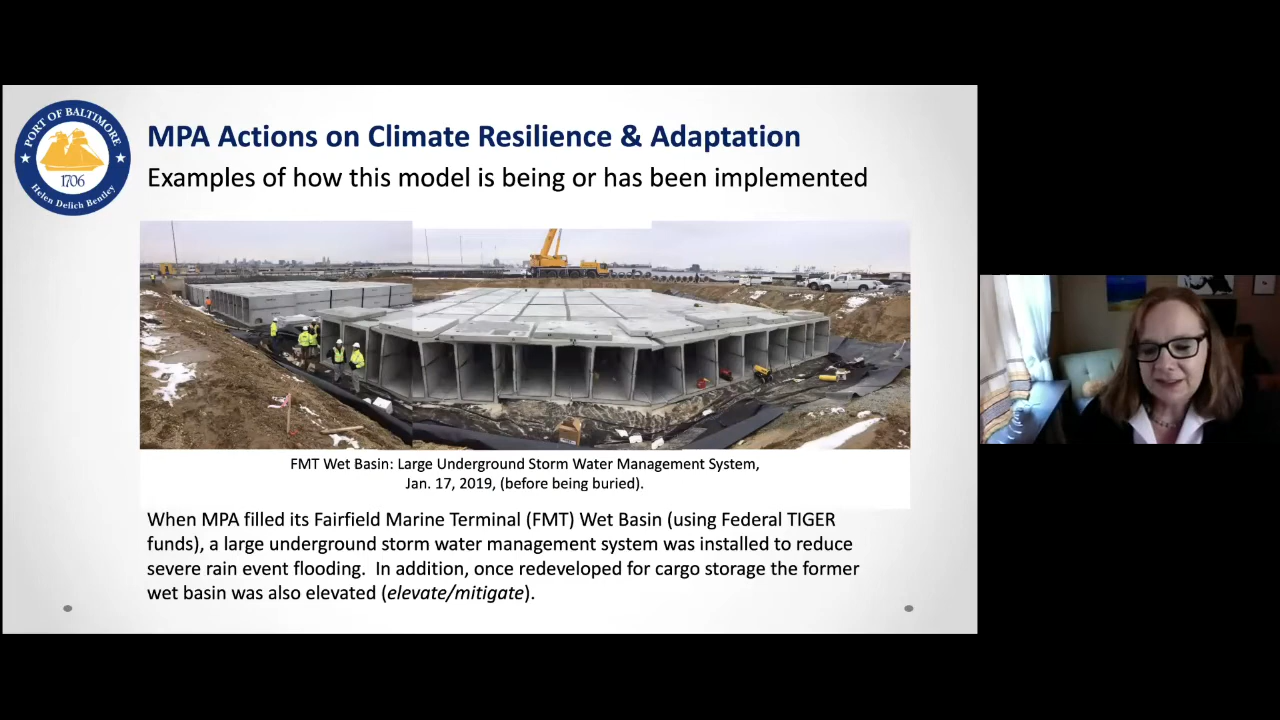 PORT OF BALTIMORE
1706
Helen Delich Bentley
MPA Actions on Climate Resilience & Adaptation
Examples of how this model is being or has been implemented
FMT Wet Basin: Large Underground Storm Water Management System,
Jan. 17, 2019, (before being buried).
When MPA filled its Fairfield Marine Terminal (FMT) Wet Basin (using Federal TIGER
funds), a large underground storm water management system was installed to reduce
severe rain event flooding.  In addition, once redeveloped for cargo storage the former
wet basin was also elevated (elevate/mitigate).